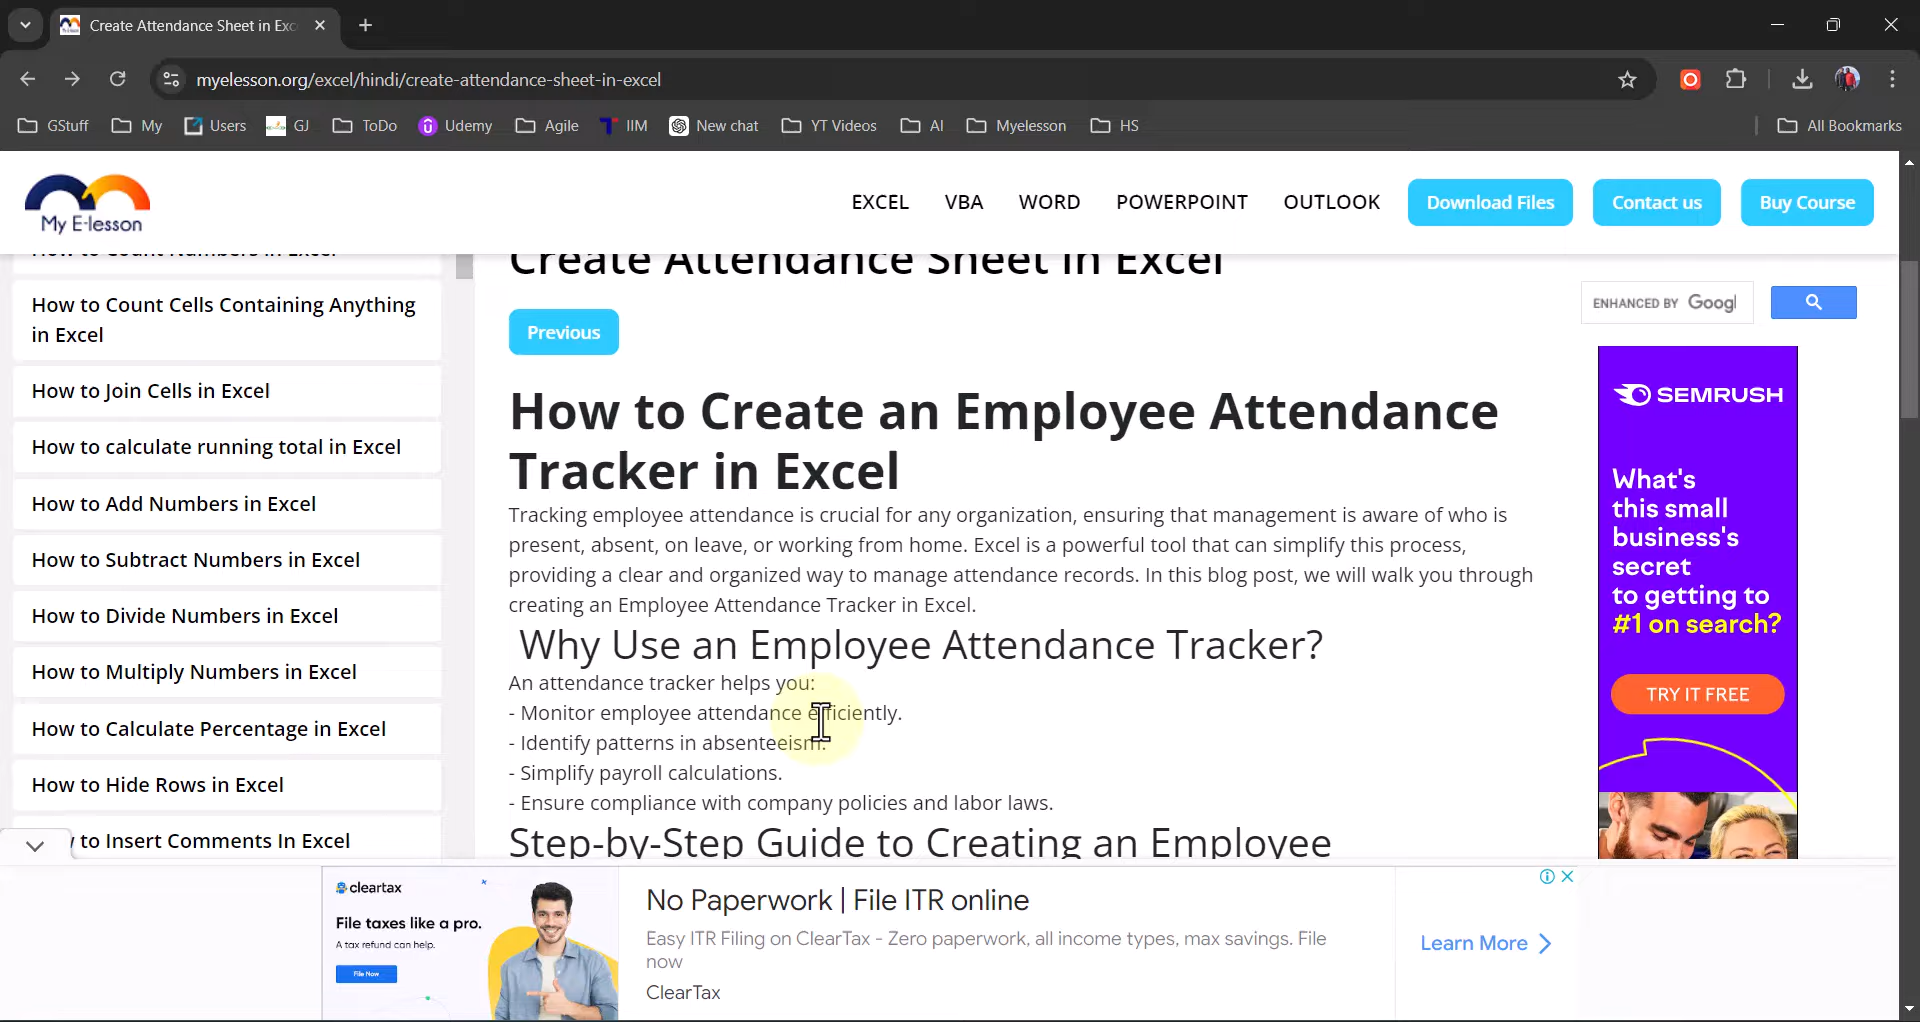 Create Attendance Sheet in Exc
myelesson.org/excel/hindi/create-attendance-sheet-in-excel
GStuff
My
Users
GJ
ToDo
Udemy
Agile
IIM
New chat
YT Videos
AI
Myelesson
HS
All Bookmarks
My E-lesson
EXCEL
VBA
WORD
POWERPOINT
OUTLOOK
Download Files
Contact us
Buy Course
How to Count Numbers in Excel
How to Count Cells Containing Anything
in Excel
How to Join Cells in Excel
How to calculate running total in Excel
How to Add Numbers in Excel
How to Subtract Numbers in Excel
How to Divide Numbers in Excel
How to Multiply Numbers in Excel
How to Calculate Percentage in Excel
How to Hide Rows in Excel
to Insert Comments In Excel
Create Attendance Sheet in Excel
Previous
How to Create an Employee Attendance
Tracker in Excel
Tracking employee attendance is crucial for any organization, ensuring that management is aware of who is
present, absent, on leave, or working from home. Excel is a powerful tool that can simplify this process,
providing a clear and organized way to manage attendance records. In this blog post, we will walk you through
creating an Employee Attendance Tracker in Excel.
Why Use an Employee Attendance Tracker?
An attendance tracker helps you:
- Monitor employee attendance efficiently.
- Identify patterns in absenteeism.
- Simplify payroll calculations.
- Ensure compliance with company policies and labor laws.
Step-by-Step Guide to Creating an Employee
ENHANCED BY Googl
SEMRUSH
What's
this small
business's
secret
to getting to
#1 on search?
TRY IT FREE
cleartax
File taxes like a pro.
A tax refund can help.
File Now
No Paperwork | File ITR online
Easy ITR Filing on ClearTax - Zero paperwork, all income types, max savings. File
now
ClearTax
Learn More